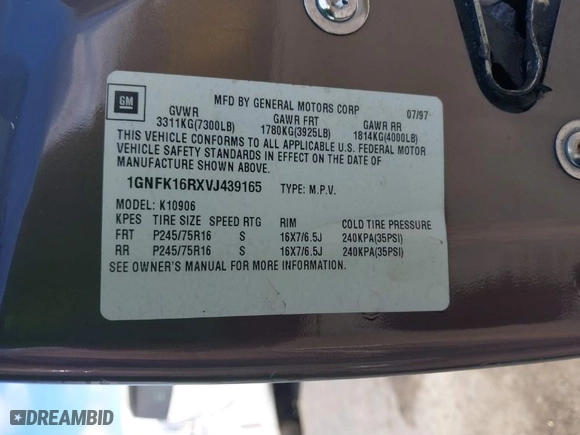 GM
MFD BY GENERAL MOTORS CORP 07/97
GVWR GAWR FRT GAWR RR
3311KG(7300LB) 1780KG(3925LB) 1814KG(4000LB)
THIS VEHICLE CONFORMS TO ALL APPLICABLE U.S. FEDERAL MOTOR
VEHICLE SAFETY STANDARDS IN EFFECT ON THE DATE OF
MANUFACTURE SHOWN ABOVE.
1GNFK16RXVJ439165 TYPE: M.P.V.
MODEL: K10906
KPES TIRE SIZE SPEED RTG RIM COLD TIRE PRESSURE
FRT P245/75R16 S 16X7/6.5J 240KPA(35PSI)
RR P245/75R16 S 16X7/6.5J 240KPA(35PSI)
SEE OWNER'S MANUAL FOR MORE INFORMATION.
DREAMBID